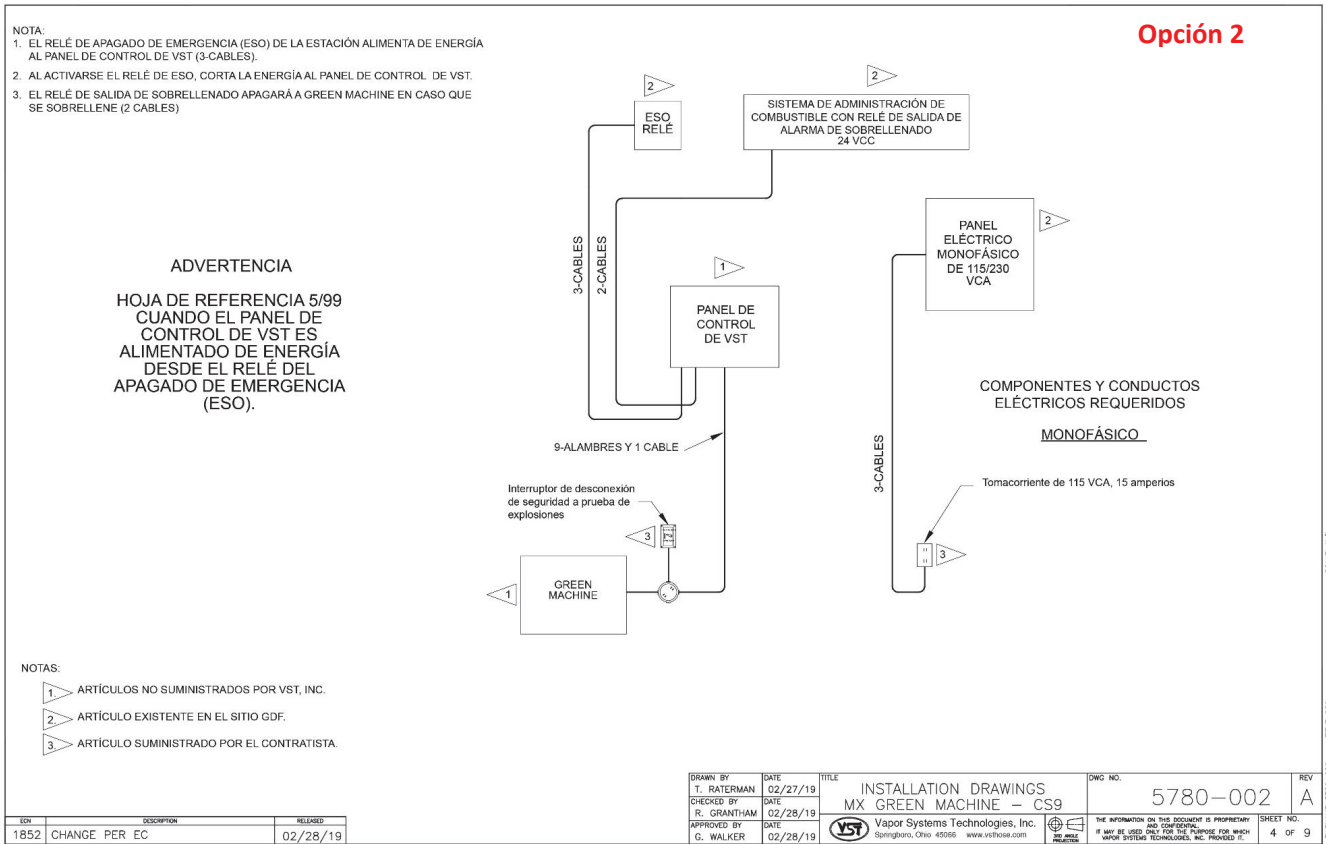 Opción 2
NOTA:
1. EL RELÉ DE APAGADO DE EMERGENCIA (ESO) DE LA ESTACIÓN ALIMENTA DE ENERGÍA
AL PANEL DE CONTROL DE VST (3-CABLES).
2. AL ACTIVARSE EL RELÉ DE ESO, CORTA LA ENERGÍA AL PANEL DE CONTROL DE VST.
3. EL RELÉ DE SALIDA DE SOBRELLENADO APAGARÁ A GREEN MACHINE EN CASO QUE
SE SOBRELLENE (2 CABLES)
2
ESO
RELÉ
2
SISTEMA DE ADMINISTRACIÓN DE
COMBUSTIBLE CON RELÉ DE SALIDA DE
ALARMA DE SOBRELLENADO
24 VCC
PANEL
ELÉCTRICO
MONOFÁSICO
DE 115/230
VCA
2
3-CABLES
2-CABLES
1
PANEL DE
CONTROL
DE VST
ADVERTENCIA
HOJA DE REFERENCIA 5/99
CUANDO EL PANEL DE
CONTROL DE VST ES
ALIMENTADO DE ENERGÍA
DESDE EL RELÉ DEL
APAGADO DE EMERGENCIA
(ESO).
COMPONENTES Y CONDUCTOS
ELÉCTRICOS REQUERIDOS
MONOFÁSICO
9-ALAMBRES Y 1 CABLE
3-CABLES
Tomacorriente de 115 VCA, 15 amperios
Interruptor de desconexión
de seguridad a prueba de
explosiones
3
3
1
GREEN
MACHINE
NOTAS:
1. ARTÍCULOS NO SUMINISTRADOS POR VST, INC.
2. ARTÍCULO EXISTENTE EN EL SITIO GDF.
3. ARTÍCULO SUMINISTRADO POR EL CONTRATISTA.
ECN DESCRIPTION RELEASED
1852 CHANGE PER EC 02/28/19
DRAWN BY DATE
T. RATERMAN 02/27/19
CHECKED BY DATE
R. GRANTHAM 02/28/19
APPROVED BY DATE
G. WALKER 02/28/19
TITLE
INSTALLATION DRAWINGS
MX GREEN MACHINE – CS9
VST
Vapor Systems Technologies, Inc.
Springboro, Ohio 45066 www.vsthose.com
3RD ANGLE
PROJECTION
DWG NO.
5780-002
REV
A
THE INFORMATION ON THIS DOCUMENT IS PROPRIETARY
AND CONFIDENTIAL.
IT MAY BE USED ONLY FOR THE PURPOSE FOR WHICH
VAPOR SYSTEMS TECHNOLOGIES, INC. PROVIDED IT.
SHEET NO.
4 OF 9